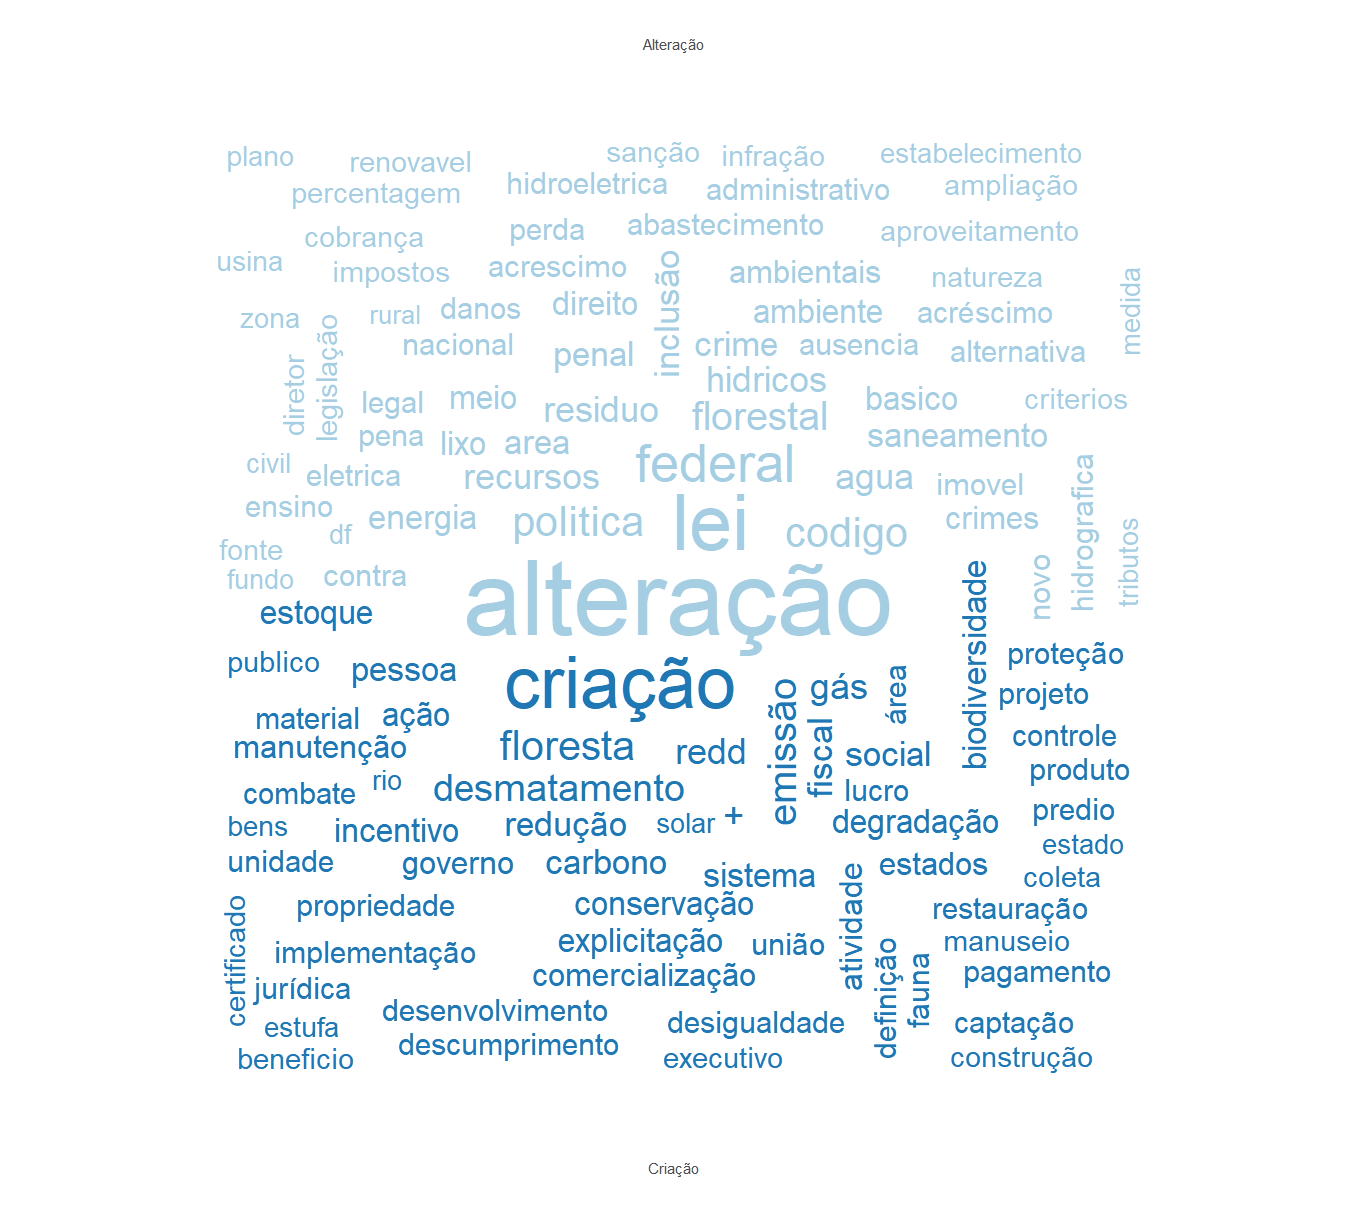 Alteração
plano renovavel sanção infração estabelecimento
percentagem hidroeletrica administrativo ampliação
cobrança perda abastecimento aproveitamento
usina impostos acrescimo inclusão ambientais natureza medida
zona rural danos direito ambiente acréscimo
diretor legislação nacional penal crime ausencia alternativa
hidricos
legal meio residuo florestal basico criterios
pena lixo area saneamento
civil eletrica recursos federal agua imovel hidrografica
ensino energia politica lei codigo crimes tributos
fonte df
fundo contra alteração novo
estoque biodiversidade
publico pessoa criação emissão gás área proteção
material ação projeto
manutenção floresta redd fiscal social controle
combate rio desmatamento lucro produto
bens incentivo redução solar + degradação predio
unidade governo carbono sistema estados estado
coleta
certificado propriedade conservação atividade restauração
implementação explicitação união manuseio
jurídica comercialização definição fauna pagamento
estufa desenvolvimento desigualdade captação
beneficio descumprimento executivo construção
Criação